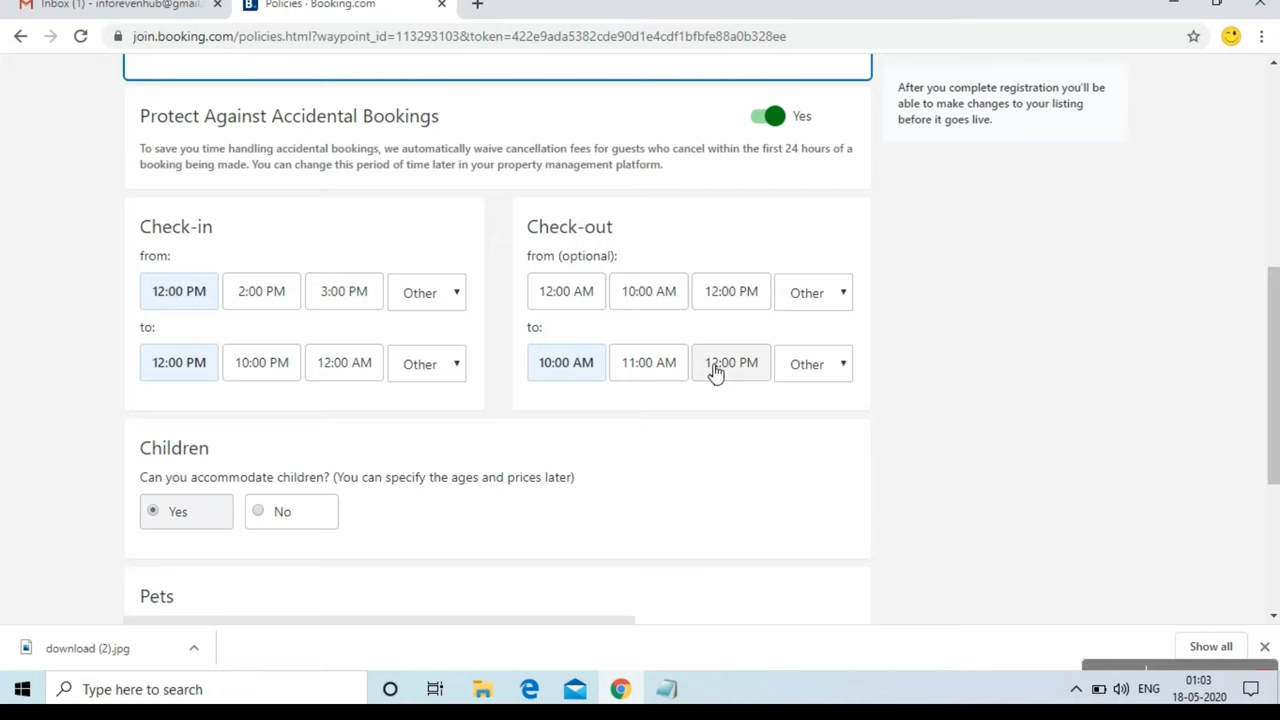 Inbox (1) - inforevenhub@gmail.
Policies · Booking.com
join.booking.com/policies.html?waypoint_id=113293103&token=422e9ada5382cde90d1e4cdf1bfbfe88a0b328ee
After you complete registration you'll be
able to make changes to your listing
before it goes live.
Protect Against Accidental Bookings
Yes
To save you time handling accidental bookings, we automatically waive cancellation fees for guests who cancel within the first 24 hours of a
booking being made. You can change this period of time later in your property management platform.
Check-in
from:
12:00 PM 2:00 PM 3:00 PM Other
to:
12:00 PM 10:00 PM 12:00 AM Other
Check-out
from (optional):
12:00 AM 10:00 AM 12:00 PM Other
to:
10:00 AM 11:00 AM 12:00 PM Other
Children
Can you accommodate children? (You can specify the ages and prices later)
Yes No
Pets
download (2).jpg
Show all
Type here to search
ENG
01:03
18-05-2020